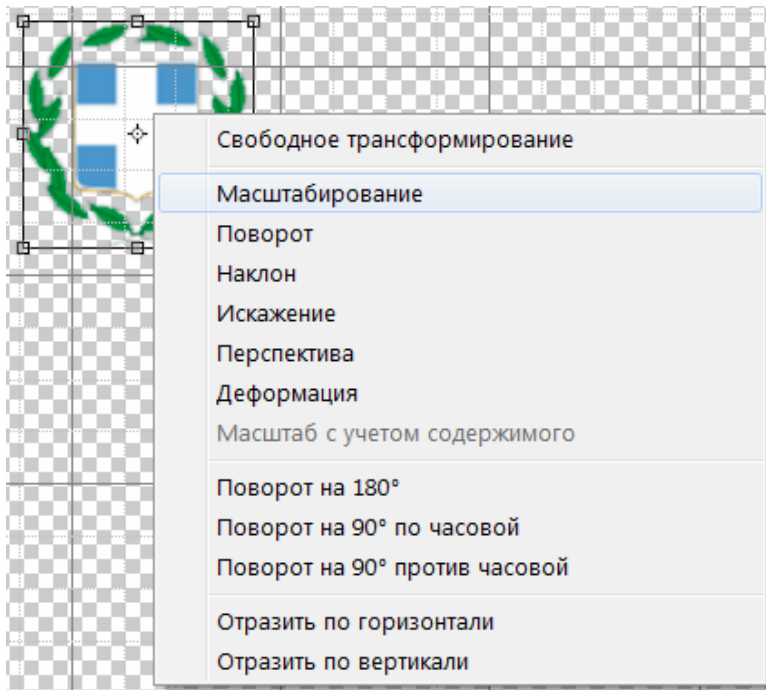 Свободное трансформирование
Масштабирование
Поворот
Наклон
Искажение
Перспектива
Деформация
Масштаб с учетом содержимого
Поворот на 180°
Поворот на 90° по часовой
Поворот на 90° против часовой
Отразить по горизонтали
Отразить по вертикали